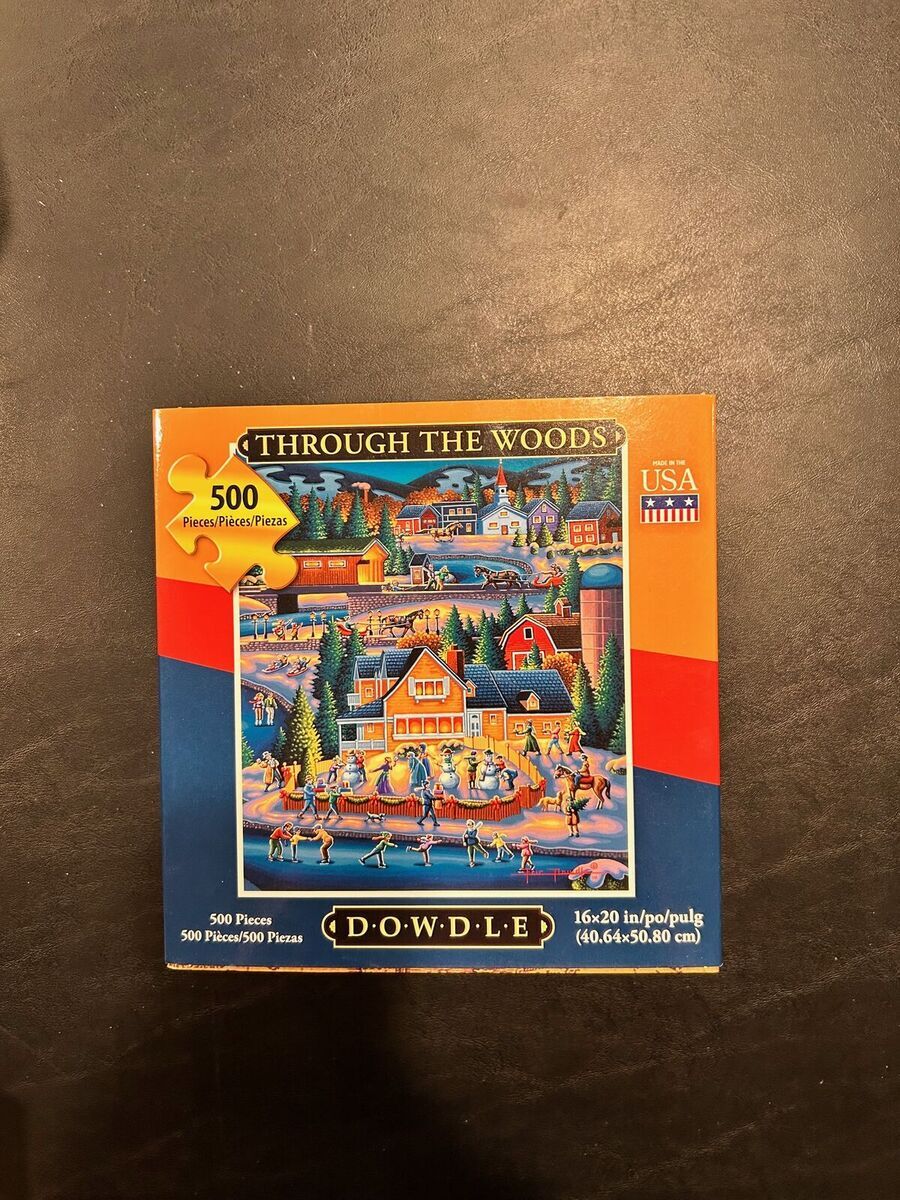 THROUGH THE WOODS
500
Pieces/Pièces/Piezas
MADE IN THE
USA
500 Pieces
500 Pièces/500 Piezas
D·O·W·D·L·E
16×20 in/po/pulg
(40.64×50.80 cm)